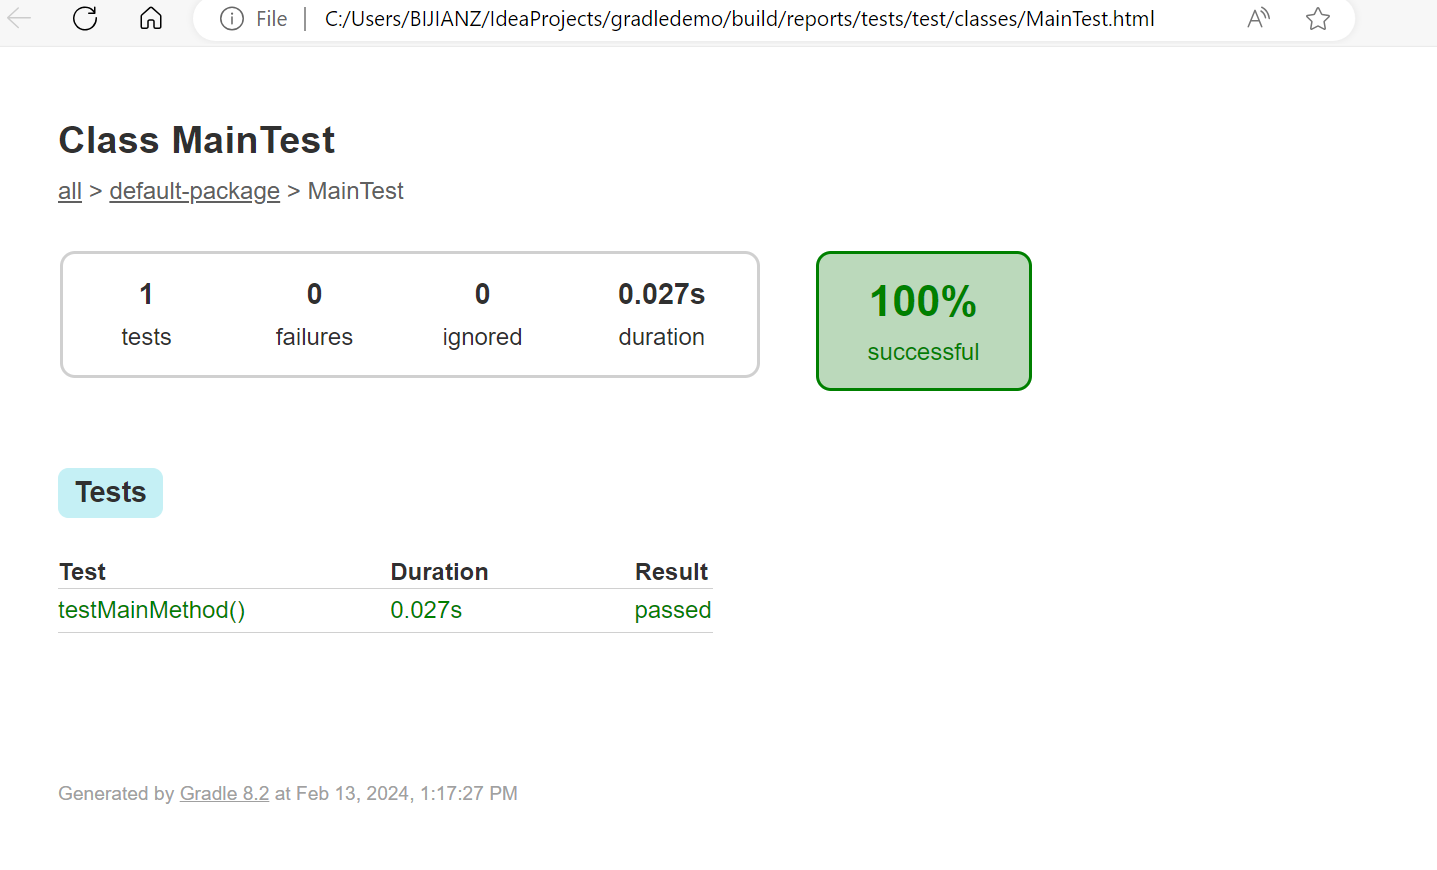 File | C:/Users/BIJIANZ/IdeaProjects/gradledemo/build/reports/tests/test/classes/MainTest.html
Class MainTest
all > default-package > MainTest
1 0 0 0.027s
tests failures ignored duration
100%
successful
Tests
Test Duration Result
testMainMethod() 0.027s passed
Generated by Gradle 8.2 at Feb 13, 2024, 1:17:27 PM